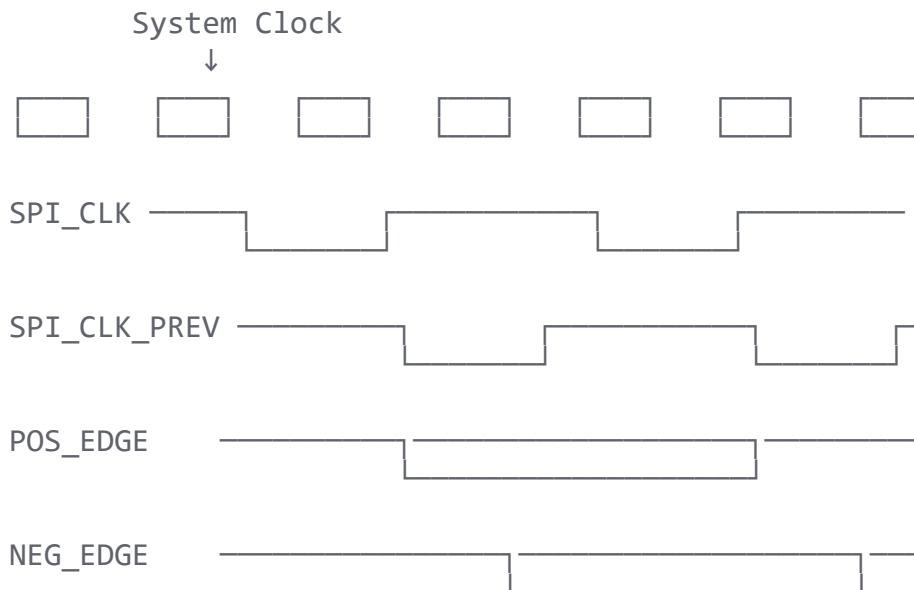 System Clock
↓
SPI_CLK
SPI_CLK_PREV
POS_EDGE
NEG_EDGE